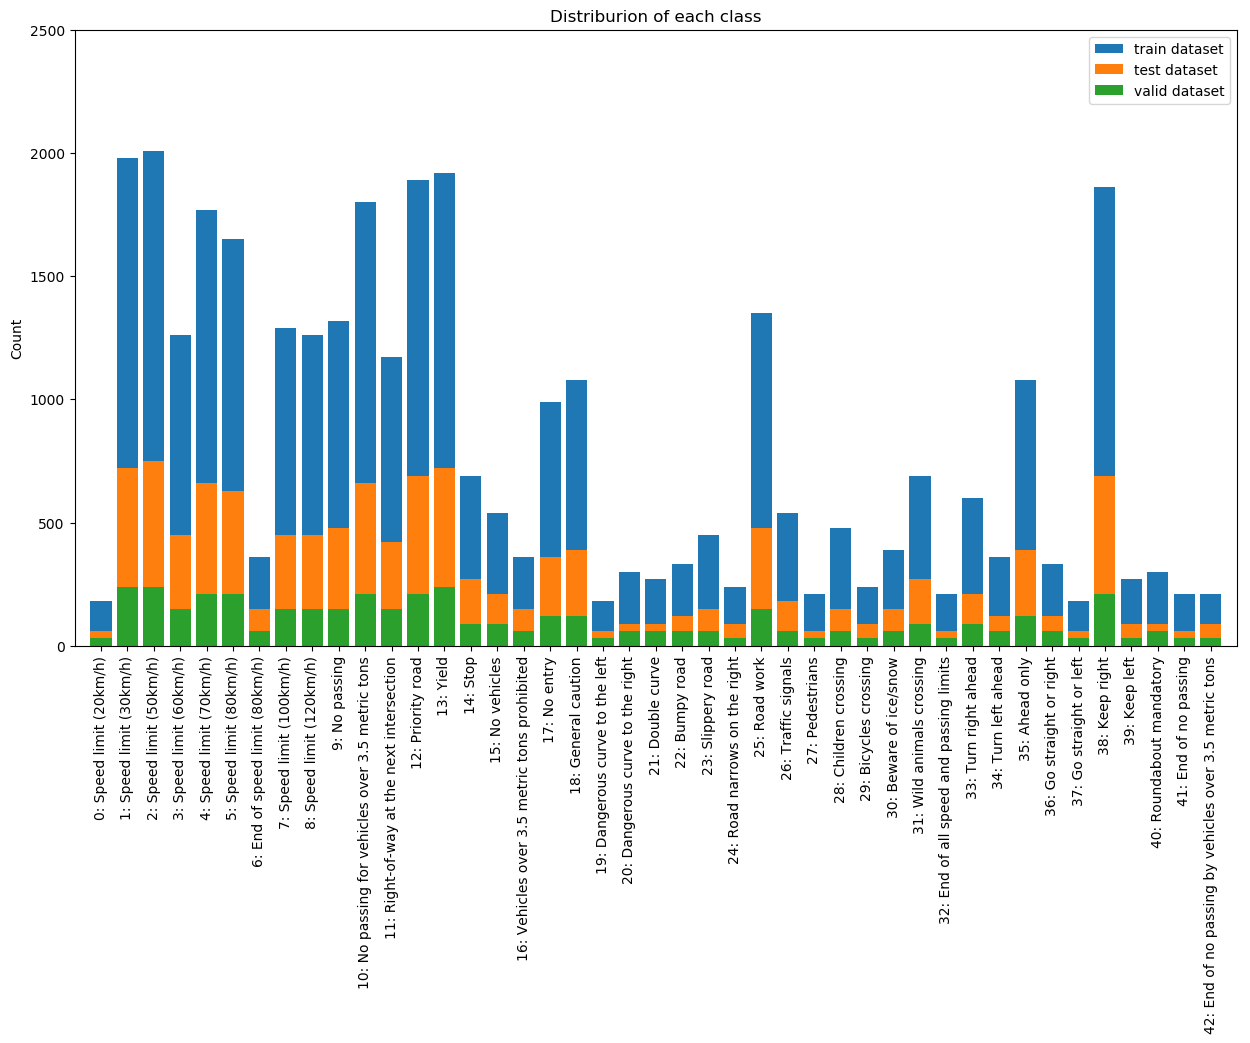 Distriburion of each class
train dataset
test dataset
valid dataset
Count
2500
2000
1500
1000
500
0
0: Speed limit (20km/h)
1: Speed limit (30km/h)
2: Speed limit (50km/h)
3: Speed limit (60km/h)
4: Speed limit (70km/h)
5: Speed limit (80km/h)
6: End of speed limit (80km/h)
7: Speed limit (100km/h)
8: Speed limit (120km/h)
9: No passing
10: No passing for vehicles over 3.5 metric tons
11: Right-of-way at the next intersection
12: Priority road
13: Yield
14: Stop
15: No vehicles
16: Vehicles over 3.5 metric tons prohibited
17: No entry
18: General caution
19: Dangerous curve to the left
20: Dangerous curve to the right
21: Double curve
22: Bumpy road
23: Slippery road
24: Road narrows on the right
25: Road work
26: Traffic signals
27: Pedestrians
28: Children crossing
29: Bicycles crossing
30: Beware of ice/snow
31: Wild animals crossing
32: End of all speed and passing limits
33: Turn right ahead
34: Turn left ahead
35: Ahead only
36: Go straight or right
37: Go straight or left
38: Keep right
39: Keep left
40: Roundabout mandatory
41: End of no passing
42: End of no passing by vehicles over 3.5 metric tons